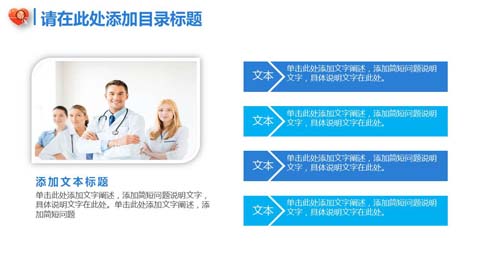 请在此处添加目录标题
添加文本标题
单击此处添加文字阐述，添加简短问题说明文字，
具体说明文字在此处。单击此处添加文字阐述，添
加简短问题
文本
单击此处添加文字阐述，添加简短问题说明
文字，具体说明文字在此处。
文本
单击此处添加文字阐述，添加简短问题说明
文字，具体说明文字在此处。
文本
单击此处添加文字阐述，添加简短问题说明
文字，具体说明文字在此处。
文本
单击此处添加文字阐述，添加简短问题说明
文字，具体说明文字在此处。